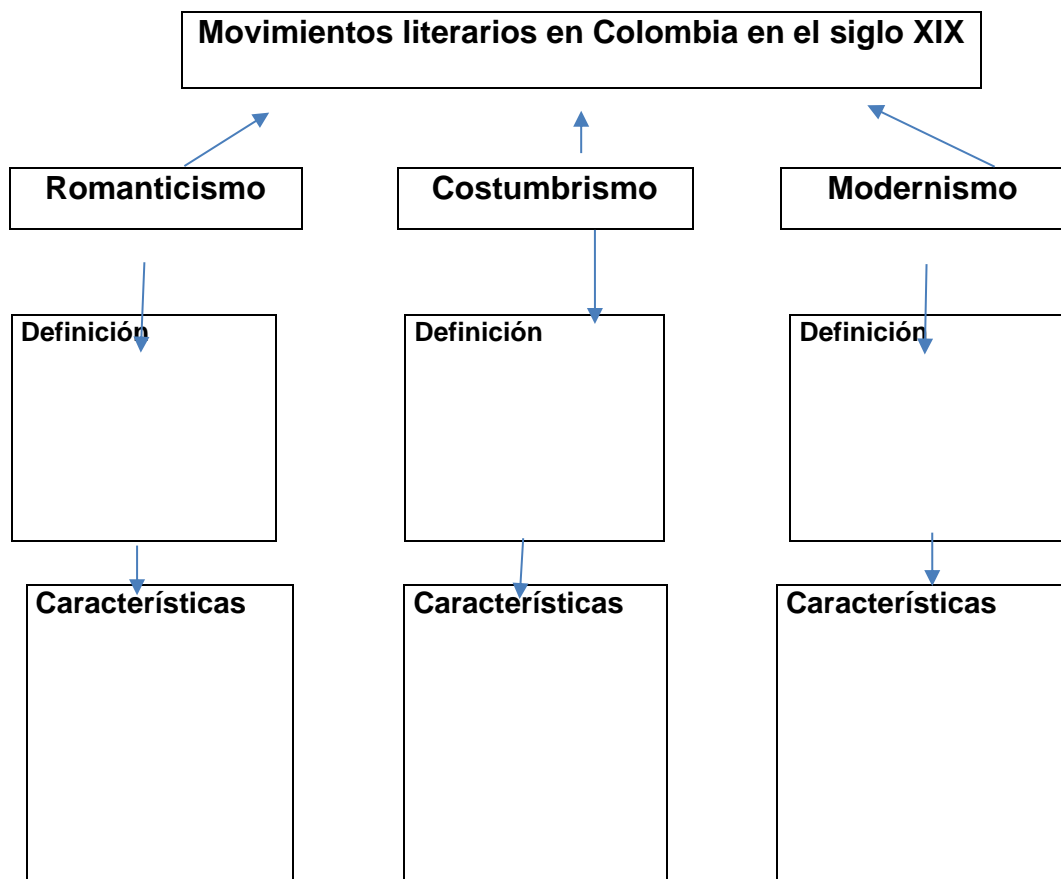 Movimientos literarios en Colombia en el siglo XIX
Romanticismo
Costumbrismo
Modernismo
Definición
Definición
Definición
Características
Características
Características